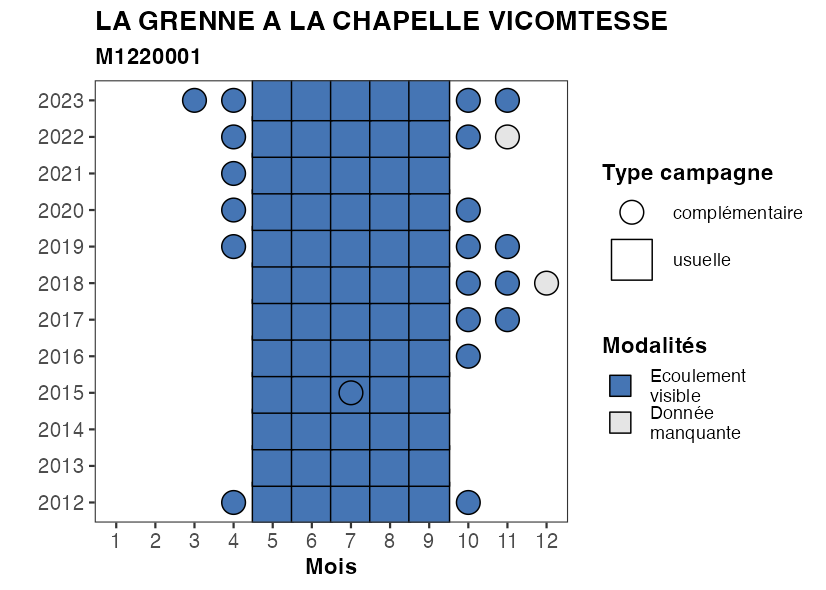 LA GRENNE A LA CHAPELLE VICOMTESSE
M1220001
2023
2022
2021
2020
2019
2018
2017
2016
2015
2014
2013
2012
1 2 3 4 5 6 7 8 9 10 11 12
Mois
Type campagne
complémentaire
usuelle
Modalités
Ecoulement
visible
Donnée
manquante